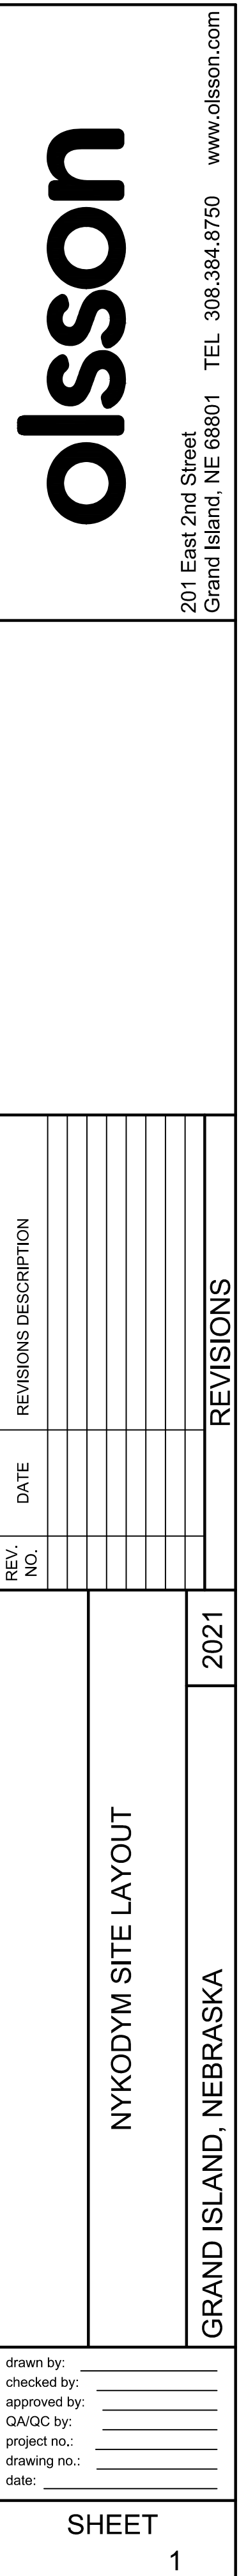 olsson
201 East 2nd Street
Grand Island, NE 68801 TEL 308.384.8750 www.olsson.com
REV.
NO.
DATE
REVISIONS DESCRIPTION
REVISIONS
NYKODYM SITE LAYOUT
GRAND ISLAND, NEBRASKA
2021
drawn by:
checked by:
approved by:
QA/QC by:
project no.:
drawing no.:
date:
SHEET
1